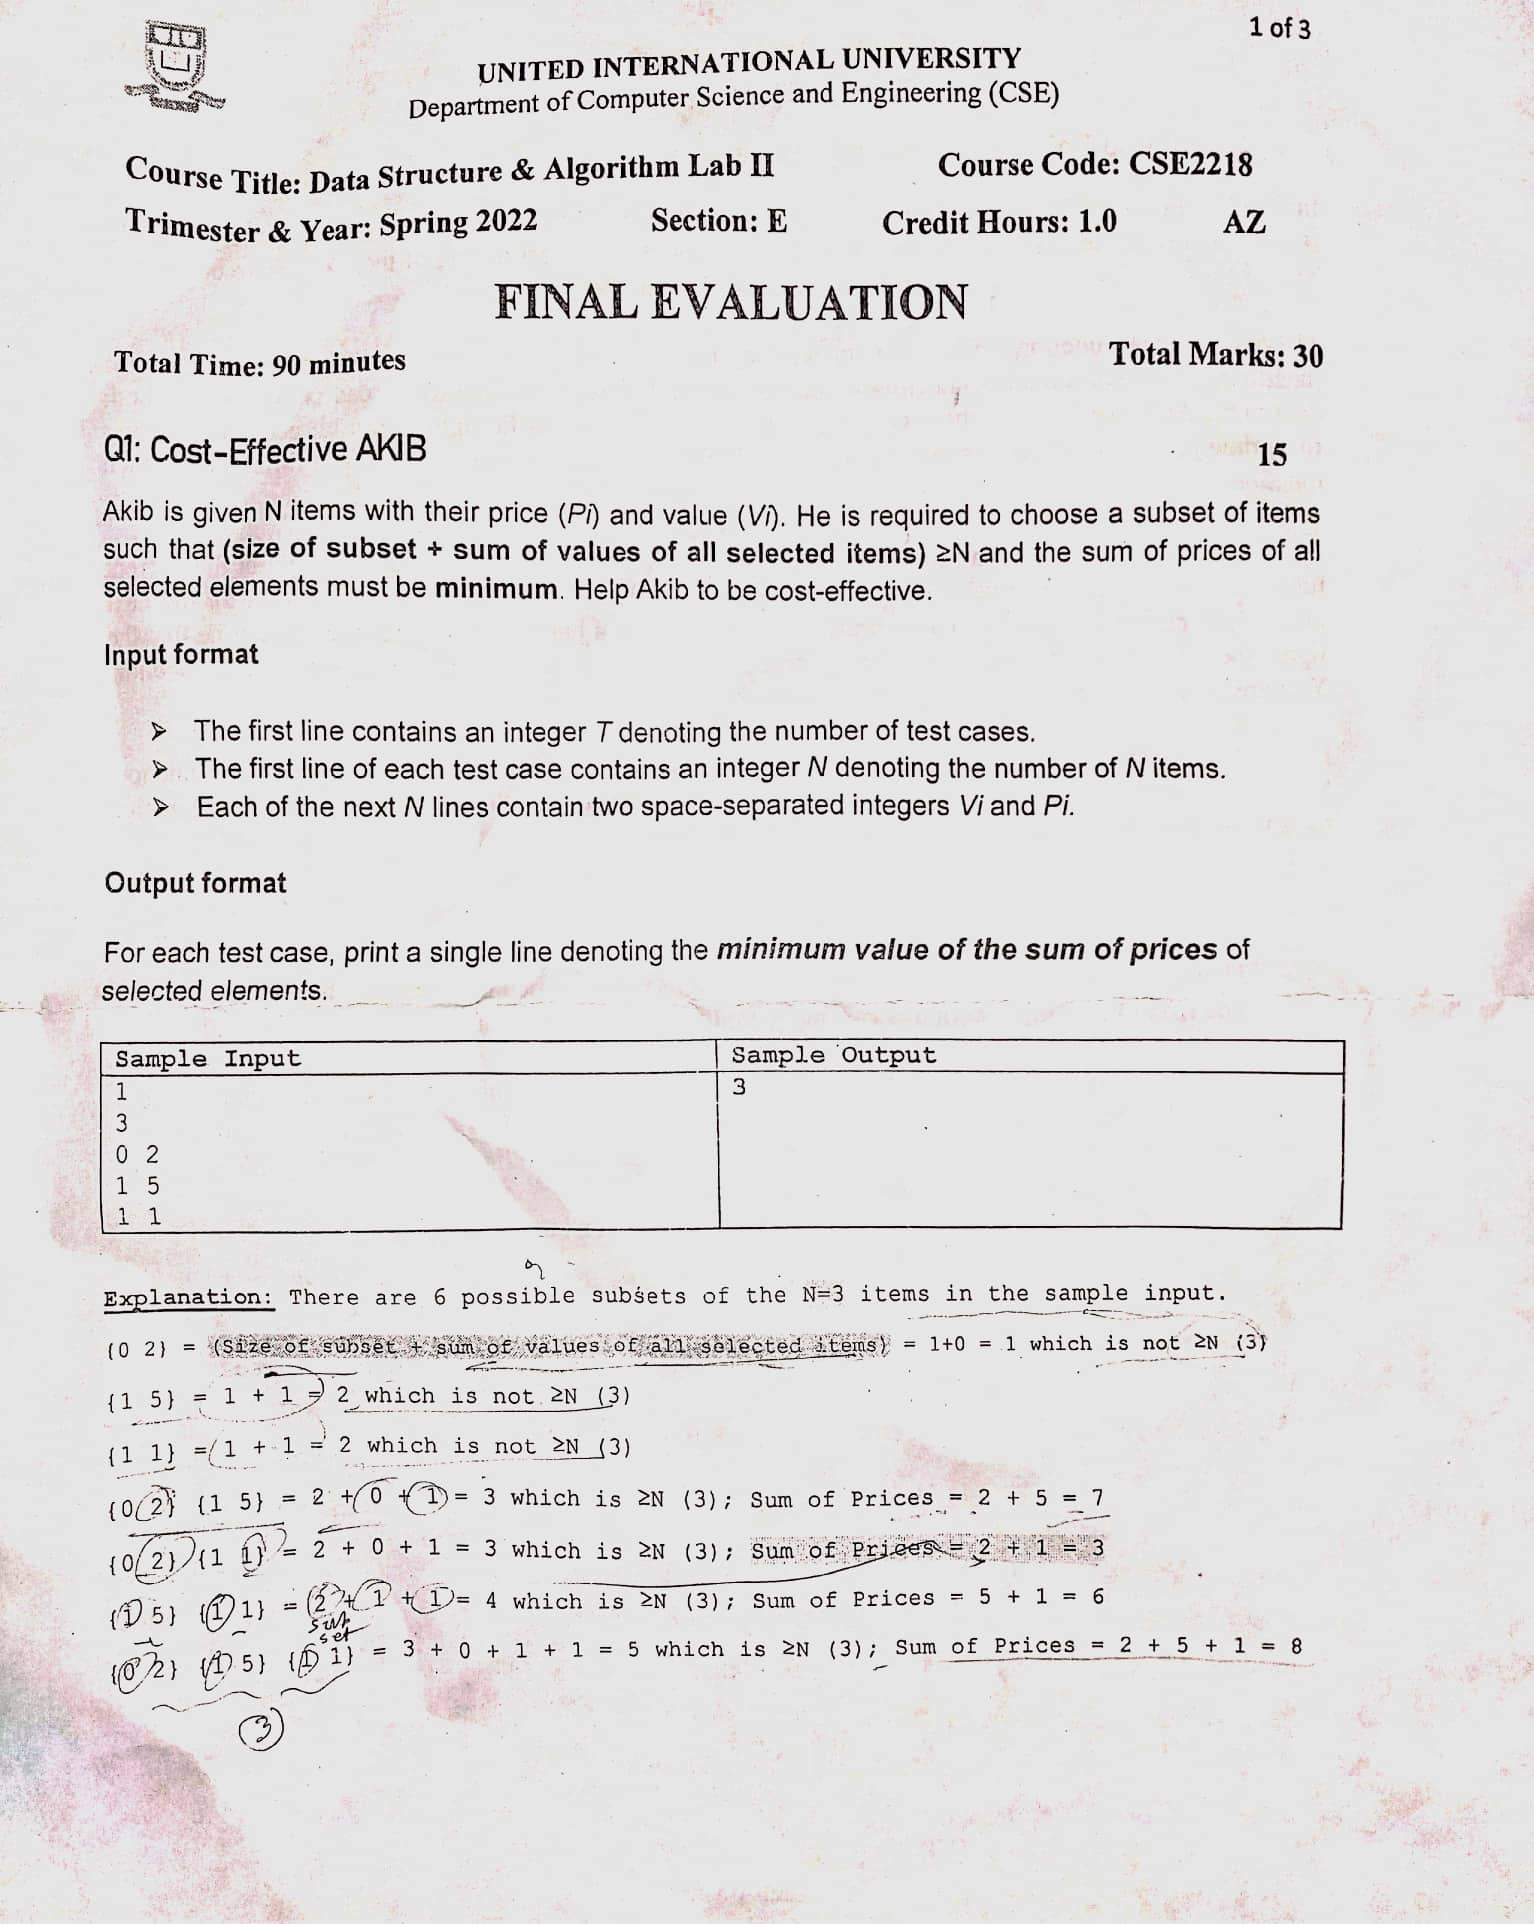 1 of 3
UNITED INTERNATIONAL UNIVERSITY
Department of Computer Science and Engineering (CSE)
Course Title: Data Structure & Algorithm Lab II Course Code: CSE2218
Trimester & Year: Spring 2022 Section: E Credit Hours: 1.0 AZ
FINAL EVALUATION
Total Time: 90 minutes Total Marks: 30
Q1: Cost-Effective AKIB 15
Akib is given N items with their price (Pi) and value (Vi). He is required to choose a subset of items
such that (size of subset + sum of values of all selected items) ≥N and the sum of prices of all
selected elements must be minimum. Help Akib to be cost-effective.
Input format
➢ The first line contains an integer T denoting the number of test cases.
➢ The first line of each test case contains an integer N denoting the number of N items.
➢ Each of the next N lines contain two space-separated integers Vi and Pi.
Output format
For each test case, print a single line denoting the minimum value of the sum of prices of
selected elements.
Sample Input Sample Output
1 3
3
0 2
1 5
1 1
Explanation: There are 6 possible subsets of the N=3 items in the sample input.
{0 2} = (Size of subset + sum of values of all selected items) = 1+0 = 1 which is not ≥N (3)
{1 5} = 1 + 1 = 2 which is not ≥N (3)
{1 1} = 1 + 1 = 2 which is not ≥N (3)
{0 2} {1 5} = 2 + 0 + 1 = 3 which is ≥N (3); Sum of Prices = 2 + 5 = 7
{0 2} {1 1} = 2 + 0 + 1 = 3 which is ≥N (3); Sum of Prices = 2 + 1 = 3
{1 5} {1 1} = 2 + 1 + 1 = 4 which is ≥N (3); Sum of Prices = 5 + 1 = 6
sub
set
{0 2} {1 5} {1 1} = 3 + 0 + 1 + 1 = 5 which is ≥N (3); Sum of Prices = 2 + 5 + 1 = 8
3